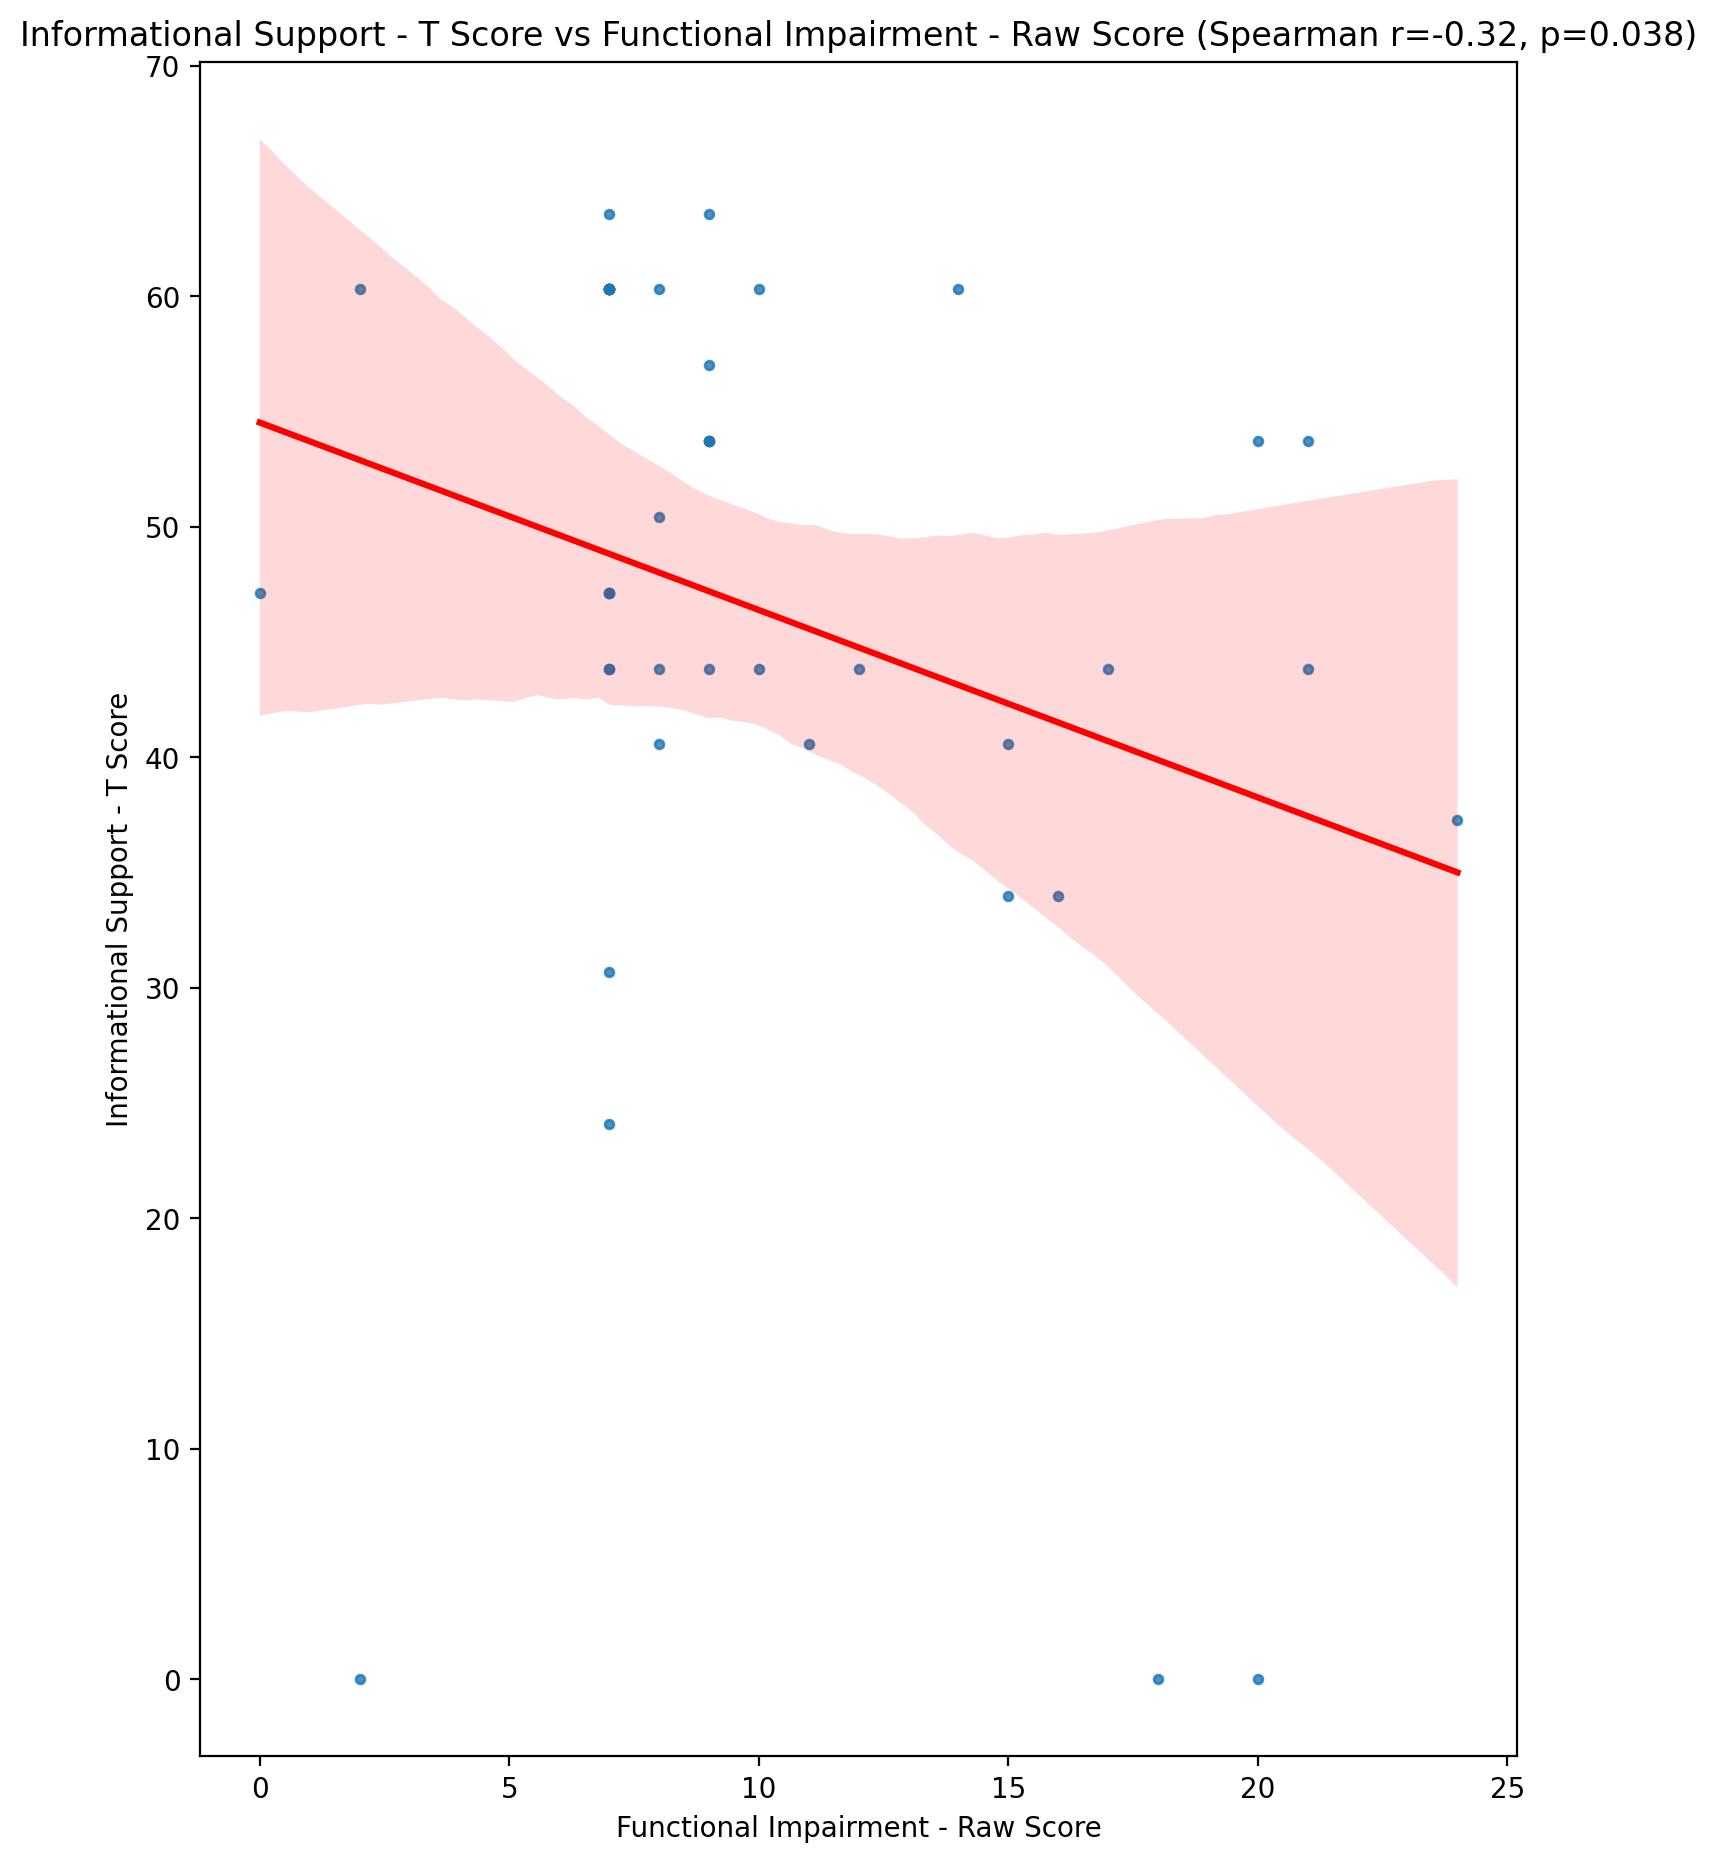 Informational Support - T Score vs Functional Impairment - Raw Score (Spearman r=-0.32, p=0.038)
70
60
50
40
30
20
10
0
Informational Support - T Score
0 5 10 15 20 25
Functional Impairment - Raw Score